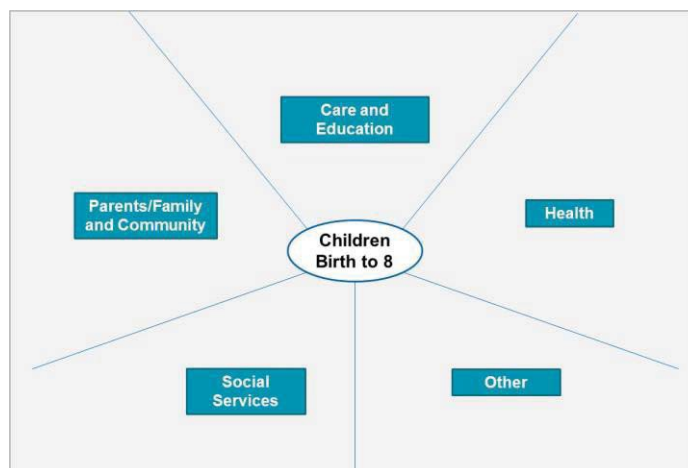 Care and
Education
Parents/Family
and Community
Health
Children
Birth to 8
Social
Services
Other